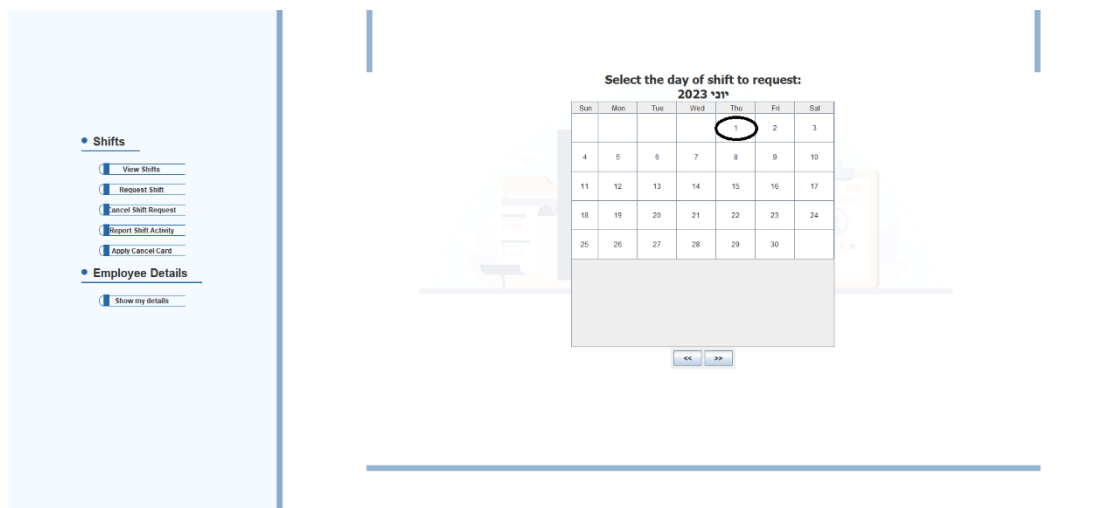 Shifts
View Shifts
Request Shift
Cancel Shift Request
Report Shift Activity
Apply Cancel Card
Employee Details
Show my details
Select the day of shift to request:
יוני 2023
Sun Mon Tue Wed Thu Fri Sat
1 2 3
4 5 6 7 8 9 10
11 12 13 14 15 16 17
18 19 20 21 22 23 24
25 26 27 28 29 30
<< >>